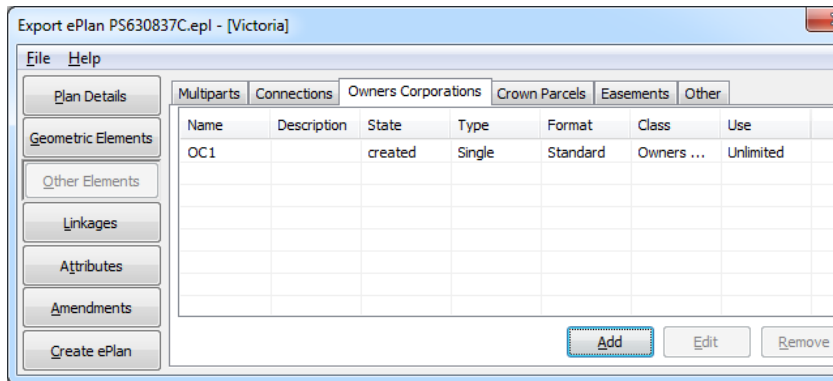 Export ePlan PS630837C.epl - [Victoria]
File Help
Plan Details
Geometric Elements
Other Elements
Linkages
Attributes
Amendments
Create ePlan
Multiparts Connections Owners Corporations Crown Parcels Easements Other
Name Description State Type Format Class Use
OC1 created Single Standard Owners ... Unlimited
Add Edit Remove